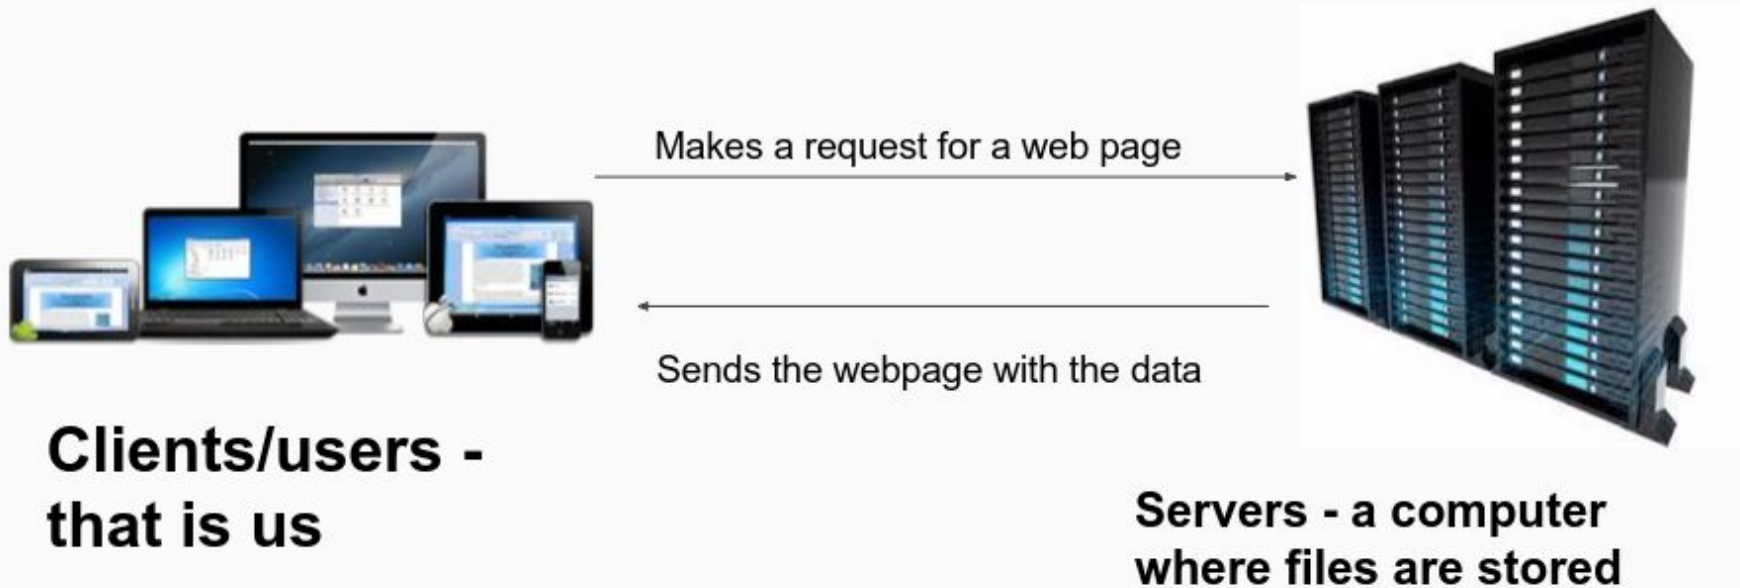 Makes a request for a web page
Sends the webpage with the data
Clients/users -
that is us
Servers - a computer
where files are stored